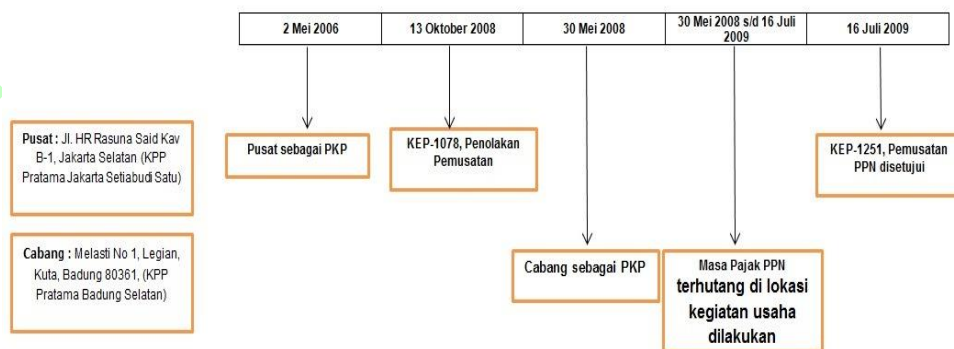 2 Mei 2006
13 Oktober 2008
30 Mei 2008
30 Mei 2008 s/d 16 Juli
2009
16 Juli 2009
Pusat : Jl. HR Rasuna Said Kav
B-1, Jakarta Selatan (KPP
Pratama Jakarta Setiabudi Satu)
Pusat sebagai PKP
KEP-1078, Penolakan
Pemusatan
KEP-1251, Pemusatan
PPN disetujui
Cabang : Melasti No 1, Legian,
Kuta, Badung 80361, (KPP
Pratama Badung Selatan)
Cabang sebagai PKP
Masa Pajak PPN
terhutang di lokasi
kegiatan usaha
dilakukan